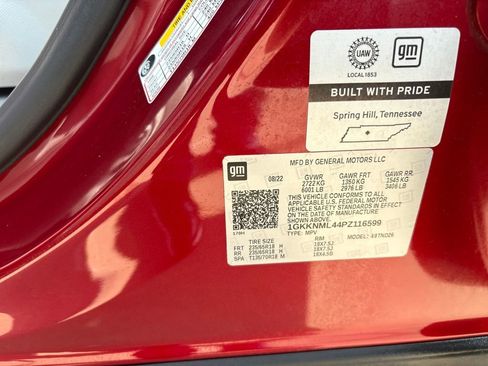 UAW
gm
LOCAL 1853
BUILT WITH PRIDE
Spring Hill, Tennessee
gm
MFD BY GENERAL MOTORS LLC
08/22
GVWR
GAWR FRT
GAWR RR
2722 KG
1350 KG
1545 KG
6001 LB
2976 LB
3406 LB
THIS VEHICLE CONFORMS TO ALL
APPLICABLE U.S. FEDERAL MOTOR
VEHICLE SAFETY STANDARDS IN EFFECT
ON THE DATE OF MANUFACTURE SHOWN ABOVE.
1GKKNML44PZ116599
TYPE: MPV
MODEL: 4NTND26
TIRE SIZE
RIM
FRT 235/65R18 H
18X7.5J
RR 235/65R18 H
18X7.5J
SPA T135/70R18 M
18X4.5B